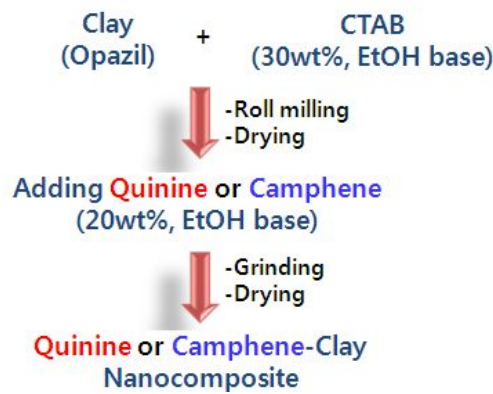 Clay + CTAB
(Opazil) (30wt%, EtOH base)
-Roll milling
-Drying
Adding Quinine or Camphene
(20wt%, EtOH base)
-Grinding
-Drying
Quinine or Camphene-Clay
Nanocomposite